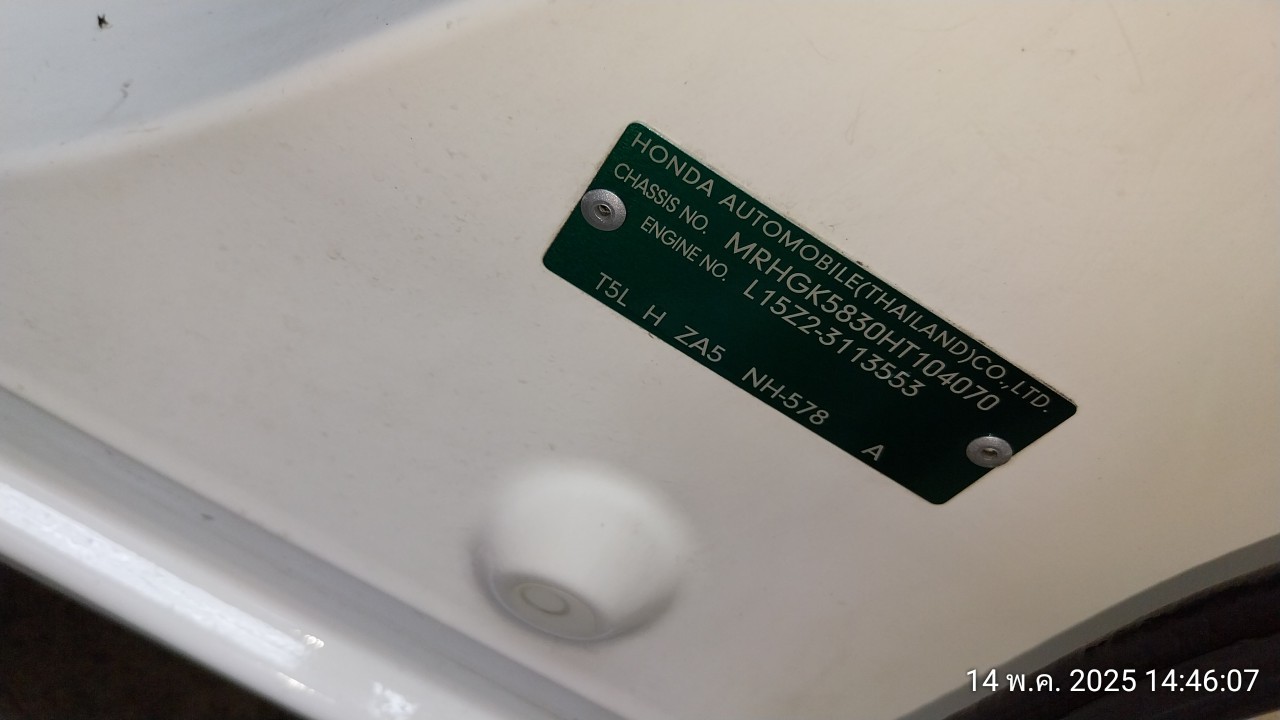 HONDA AUTOMOBILE(THAILAND)CO.,LTD.
CHASSIS NO. MRHGK5830HT104070
ENGINE NO. L15Z2-3113553
T5L H ZA5 NH-578 A
14 พ.ค. 2025 14:46:07